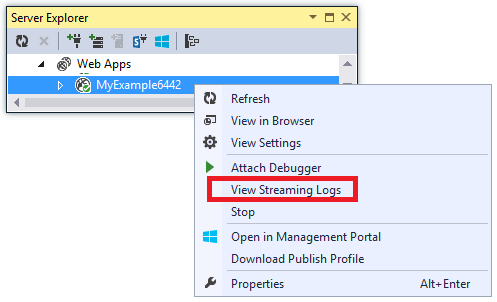 Server Explorer
Web Apps
MyExample6442
Refresh
View in Browser
View Settings
Attach Debugger
View Streaming Logs
Stop
Open in Management Portal
Download Publish Profile
Properties Alt+Enter